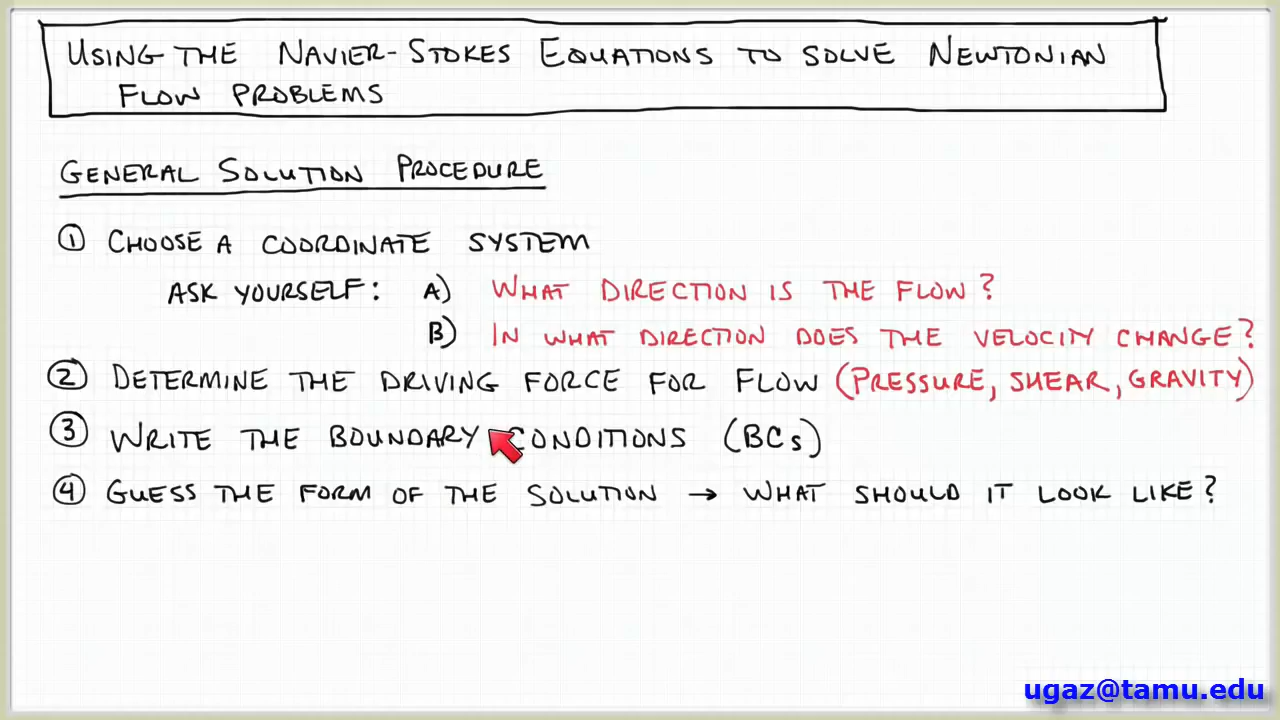 USING THE NAVIER-STOKES EQUATIONS TO SOLVE NEWTONIAN
FLOW PROBLEMS
GENERAL SOLUTION PROCEDURE
① CHOOSE A COORDINATE SYSTEM
ASK YOURSELF: A) WHAT DIRECTION IS THE FLOW?
B) IN WHAT DIRECTION DOES THE VELOCITY CHANGE?
② DETERMINE THE DRIVING FORCE FOR FLOW (PRESSURE, SHEAR, GRAVITY)
③ WRITE THE BOUNDARY CONDITIONS (BCs)
④ GUESS THE FORM OF THE SOLUTION → WHAT SHOULD IT LOOK LIKE?
ugaz@tamu.edu